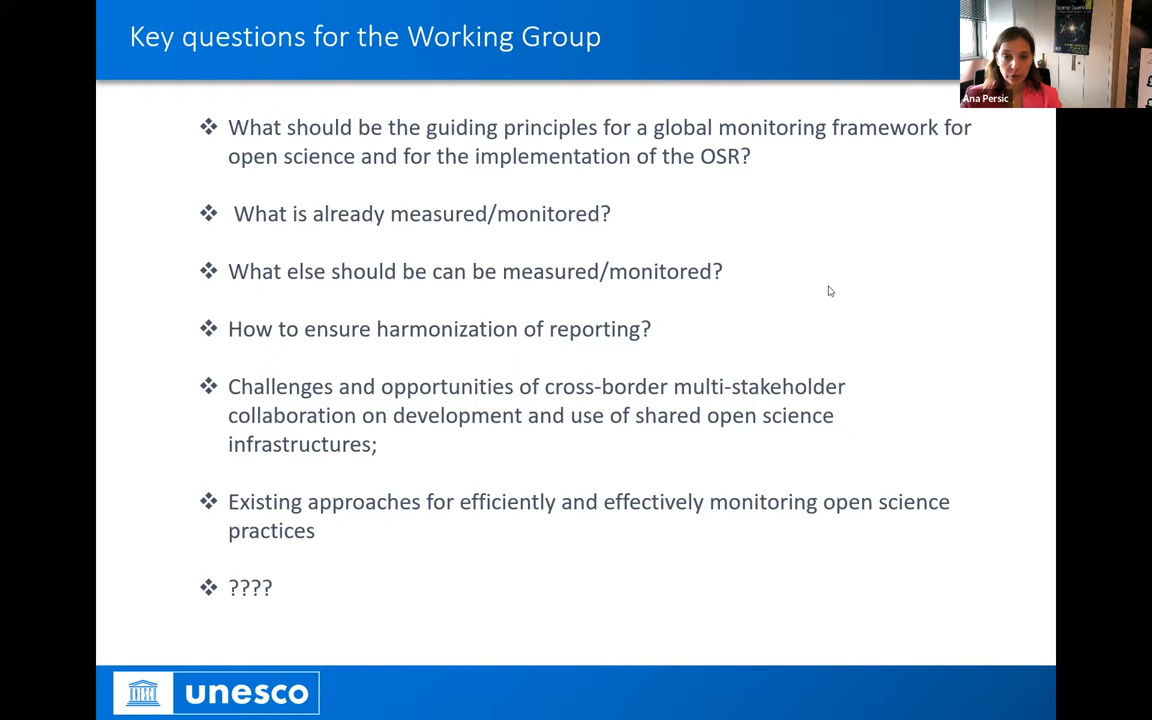 Key questions for the Working Group
Ana Persic
❖ What should be the guiding principles for a global monitoring framework for
open science and for the implementation of the OSR?
❖ What is already measured/monitored?
❖ What else should be can be measured/monitored?
❖ How to ensure harmonization of reporting?
❖ Challenges and opportunities of cross-border multi-stakeholder
collaboration on development and use of shared open science
infrastructures;
❖ Existing approaches for efficiently and effectively monitoring open science
practices
❖ ????
unesco